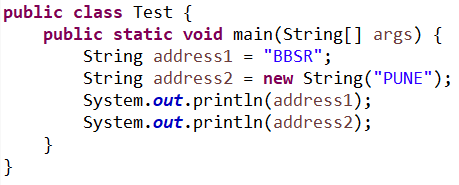 public class Test {
    public static void main(String[] args) {
        String address1 = "BBSR";
        String address2 = new String("PUNE");
        System.out.println(address1);
        System.out.println(address2);
    }
}